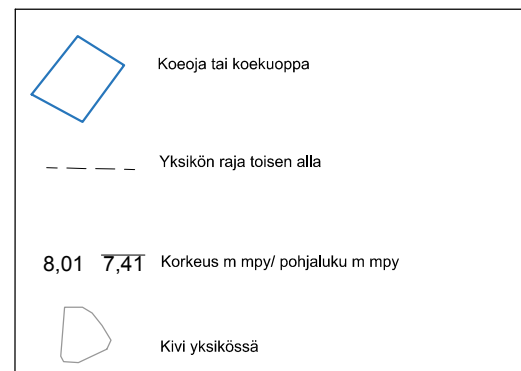 Koeoja tai koekuoppa
Yksikön raja toisen alla
8,01 7,41 Korkeus m mpy/ pohjaluku m mpy
Kivi yksikössä